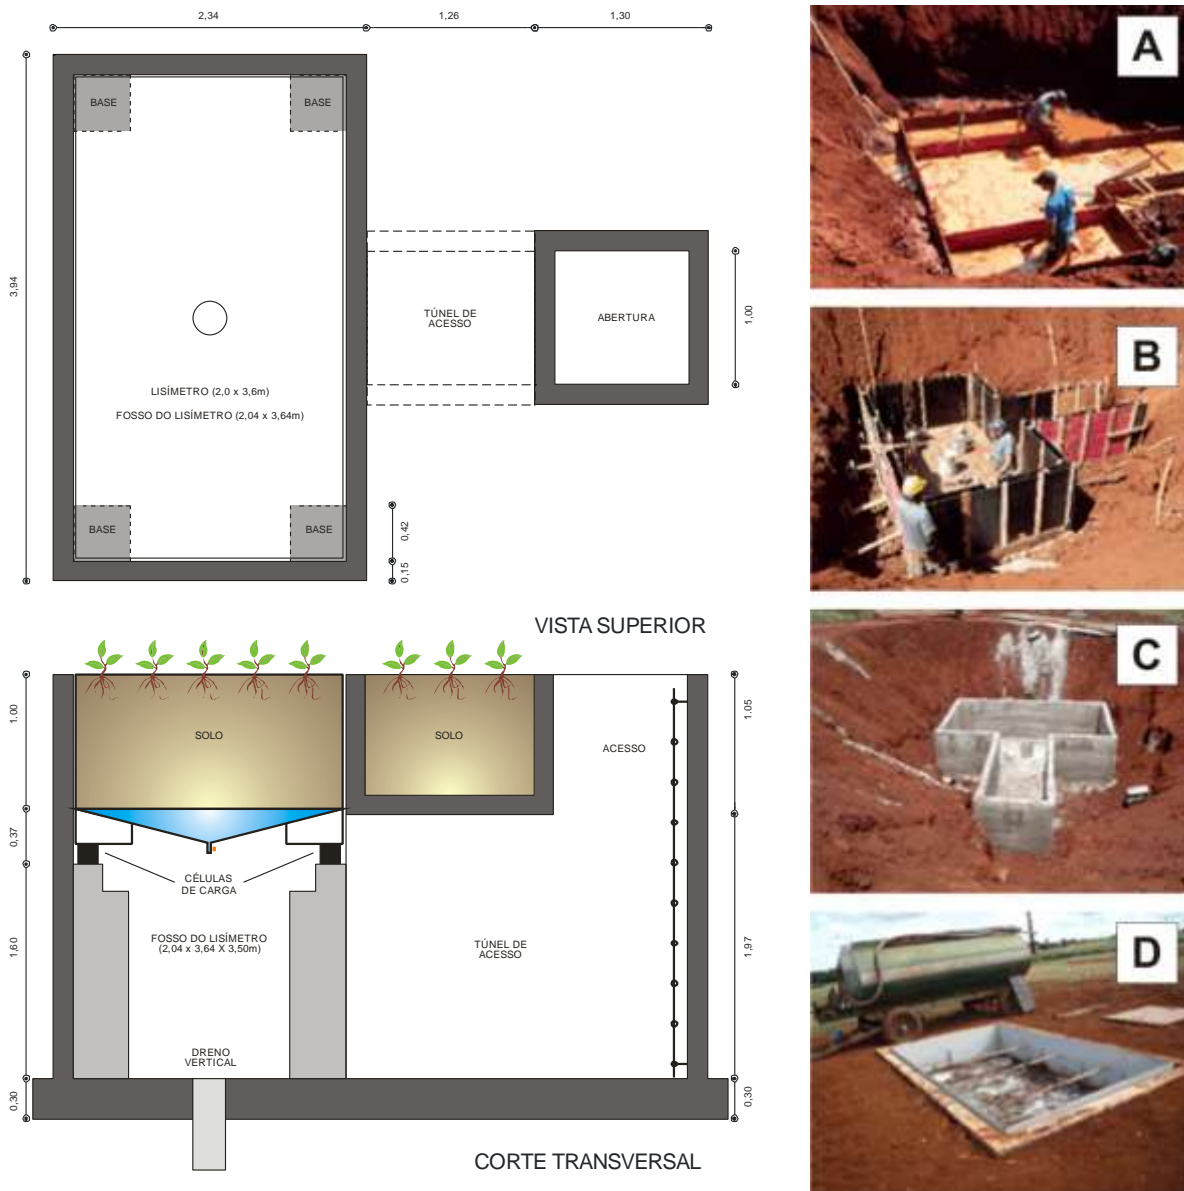 2,34
1,26
1,30
BASE
BASE
3,94
TÚNEL DE
ACESSO
ABERTURA
1,00
LISÍMETRO (2,0 x 3,6m)
FOSSO DO LISÍMETRO (2,04 x 3,64m)
BASE
BASE
0,42
0,15
VISTA SUPERIOR
1.00
SOLO
SOLO
ACESSO
1.05
0.37
CÉLULAS
DE CARGA
1.60
FOSSO DO LISÍMETRO
(2,04 x 3,64 X 3,50m)
TÚNEL DE
ACESSO
1,97
DRENO
VERTICAL
0,30
0,30
CORTE TRANSVERSAL
A
B
C
D